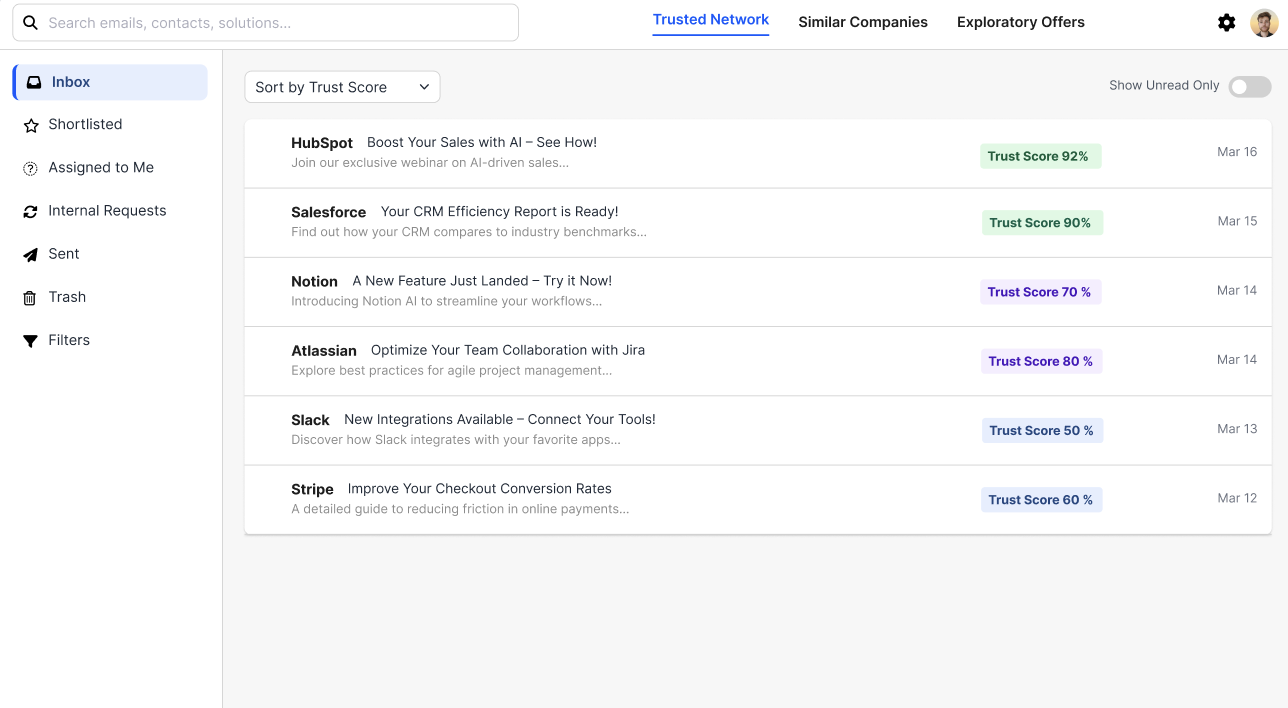 Search emails, contacts, solutions...
Trusted Network Similar Companies Exploratory Offers
Inbox
Shortlisted
Assigned to Me
Internal Requests
Sent
Trash
Filters
Sort by Trust Score
Show Unread Only
HubSpot Boost Your Sales with AI – See How!
Join our exclusive webinar on AI-driven sales...
Trust Score 92%
Mar 16
Salesforce Your CRM Efficiency Report is Ready!
Find out how your CRM compares to industry benchmarks...
Trust Score 90%
Mar 15
Notion A New Feature Just Landed – Try it Now!
Introducing Notion AI to streamline your workflows...
Trust Score 70 %
Mar 14
Atlassian Optimize Your Team Collaboration with Jira
Explore best practices for agile project management...
Trust Score 80 %
Mar 14
Slack New Integrations Available – Connect Your Tools!
Discover how Slack integrates with your favorite apps...
Trust Score 50 %
Mar 13
Stripe Improve Your Checkout Conversion Rates
A detailed guide to reducing friction in online payments...
Trust Score 60 %
Mar 12